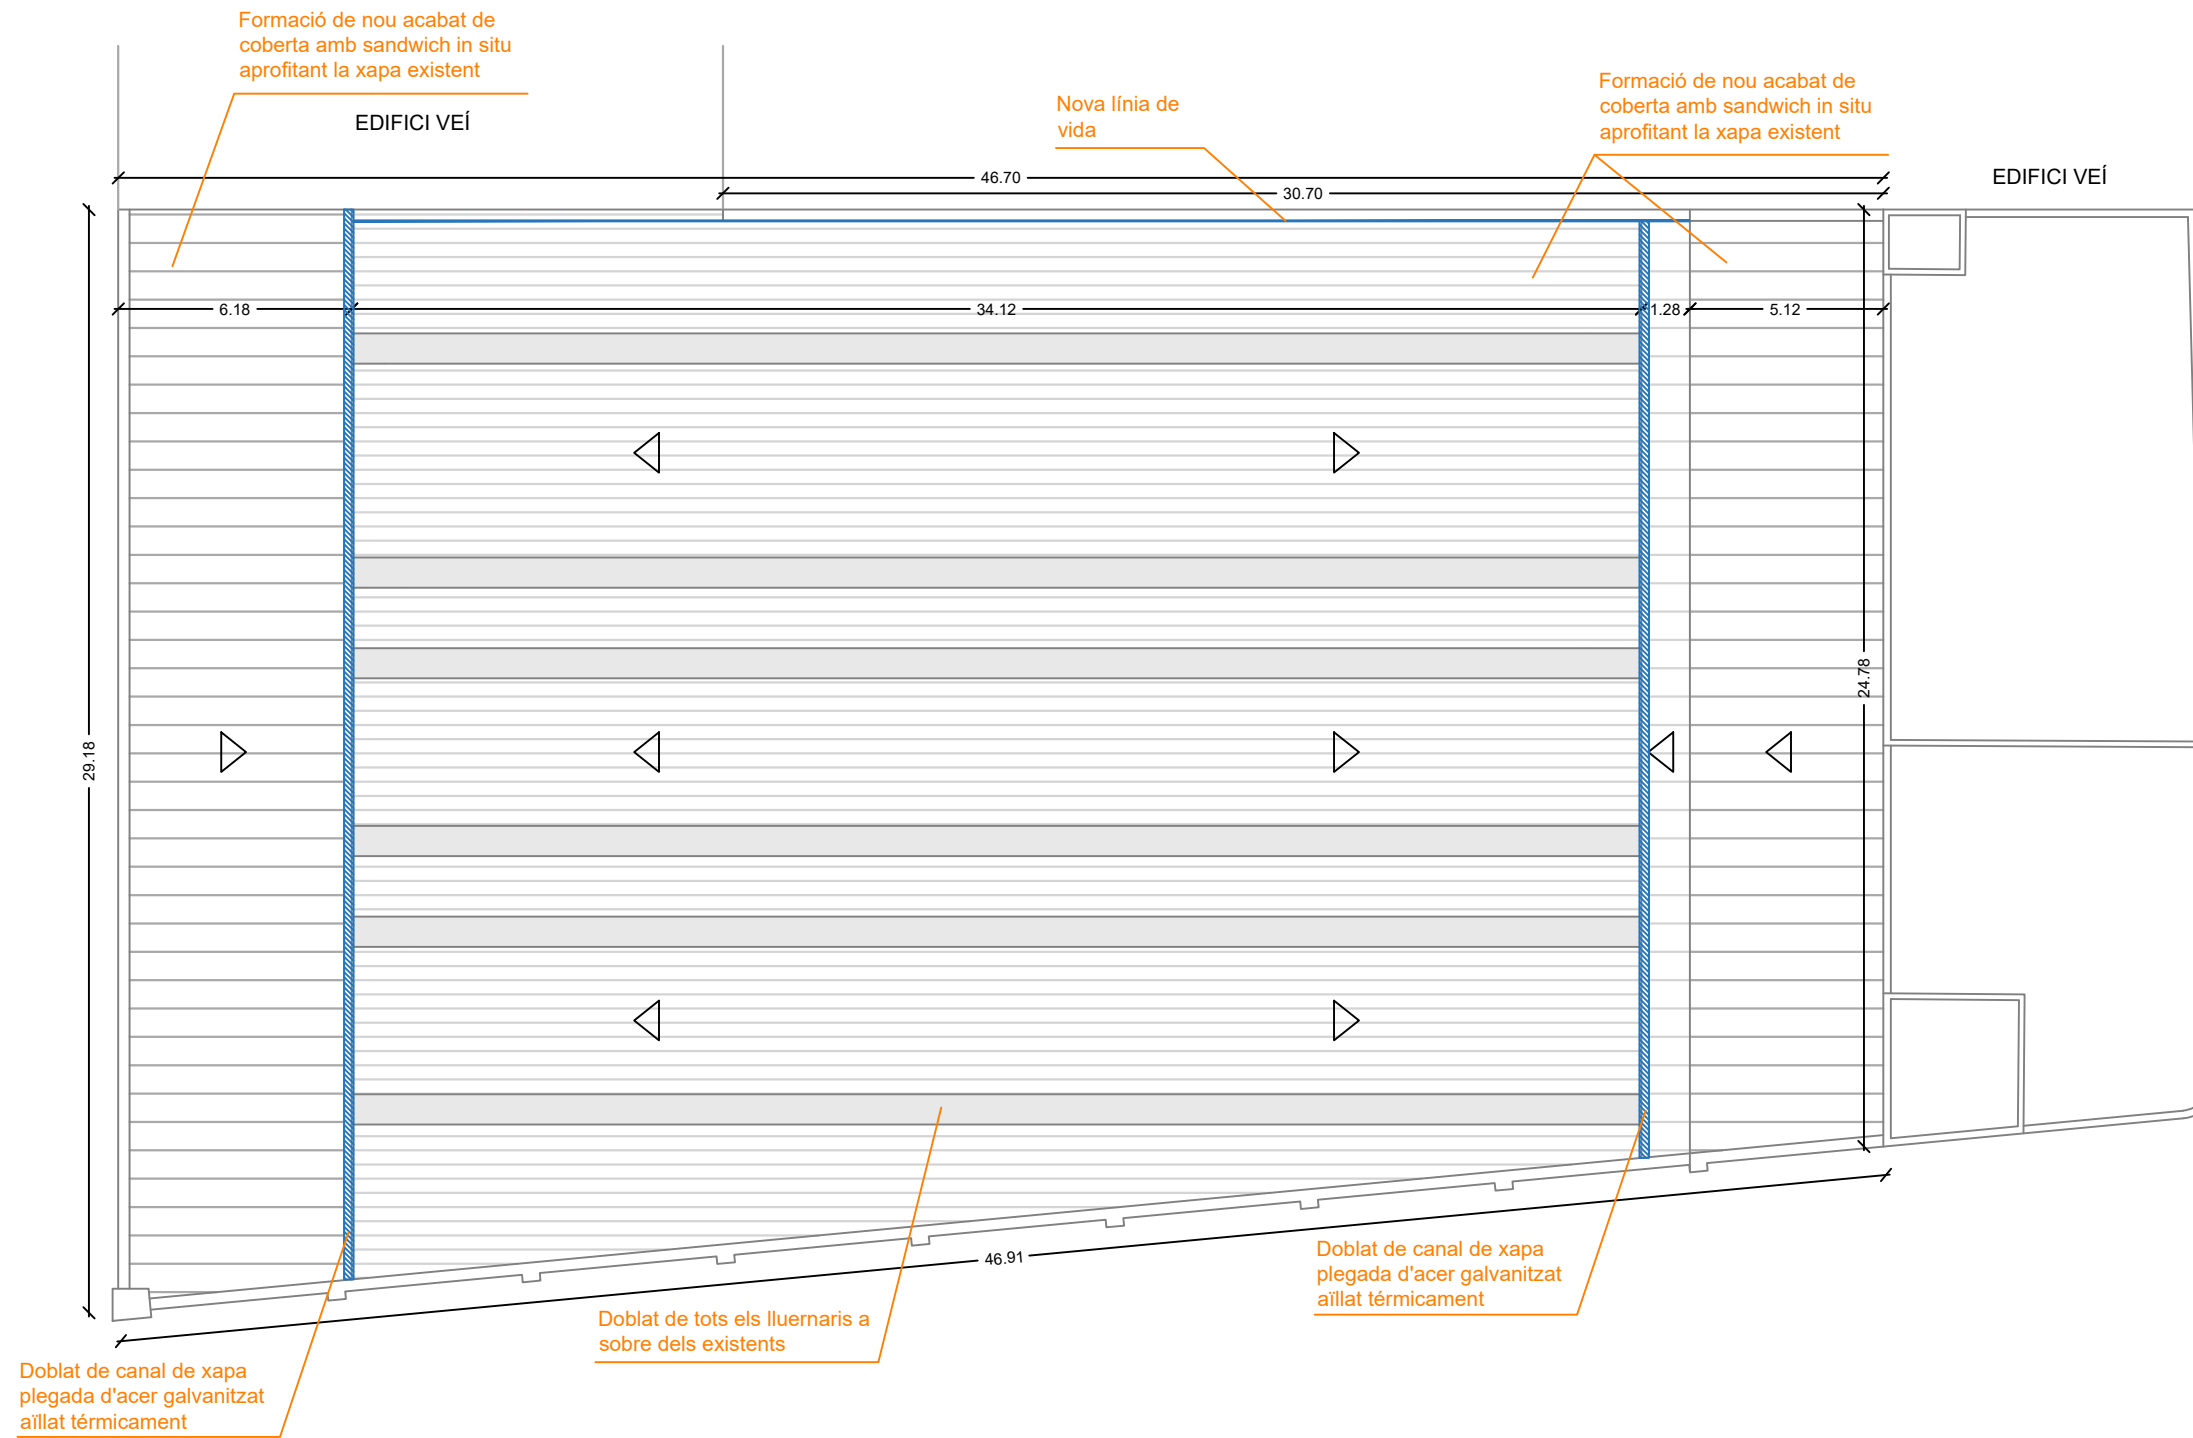 Formació de nou acabat de
coberta amb sandwich in situ
aprofitant la xapa existent
EDIFICI VEÍ
Nova línia de
vida
Formació de nou acabat de
coberta amb sandwich in situ
aprofitant la xapa existent
EDIFICI VEÍ
46.70
30.70
6.18
34.12
1.28
5.12
24.78
29.18
46.91
Doblat de canal de xapa
plegada d'acer galvanitzat
aïllat térmicament
Doblat de tots els lluernaris a
sobre dels existents
Doblat de canal de xapa
plegada d'acer galvanitzat
aïllat térmicament